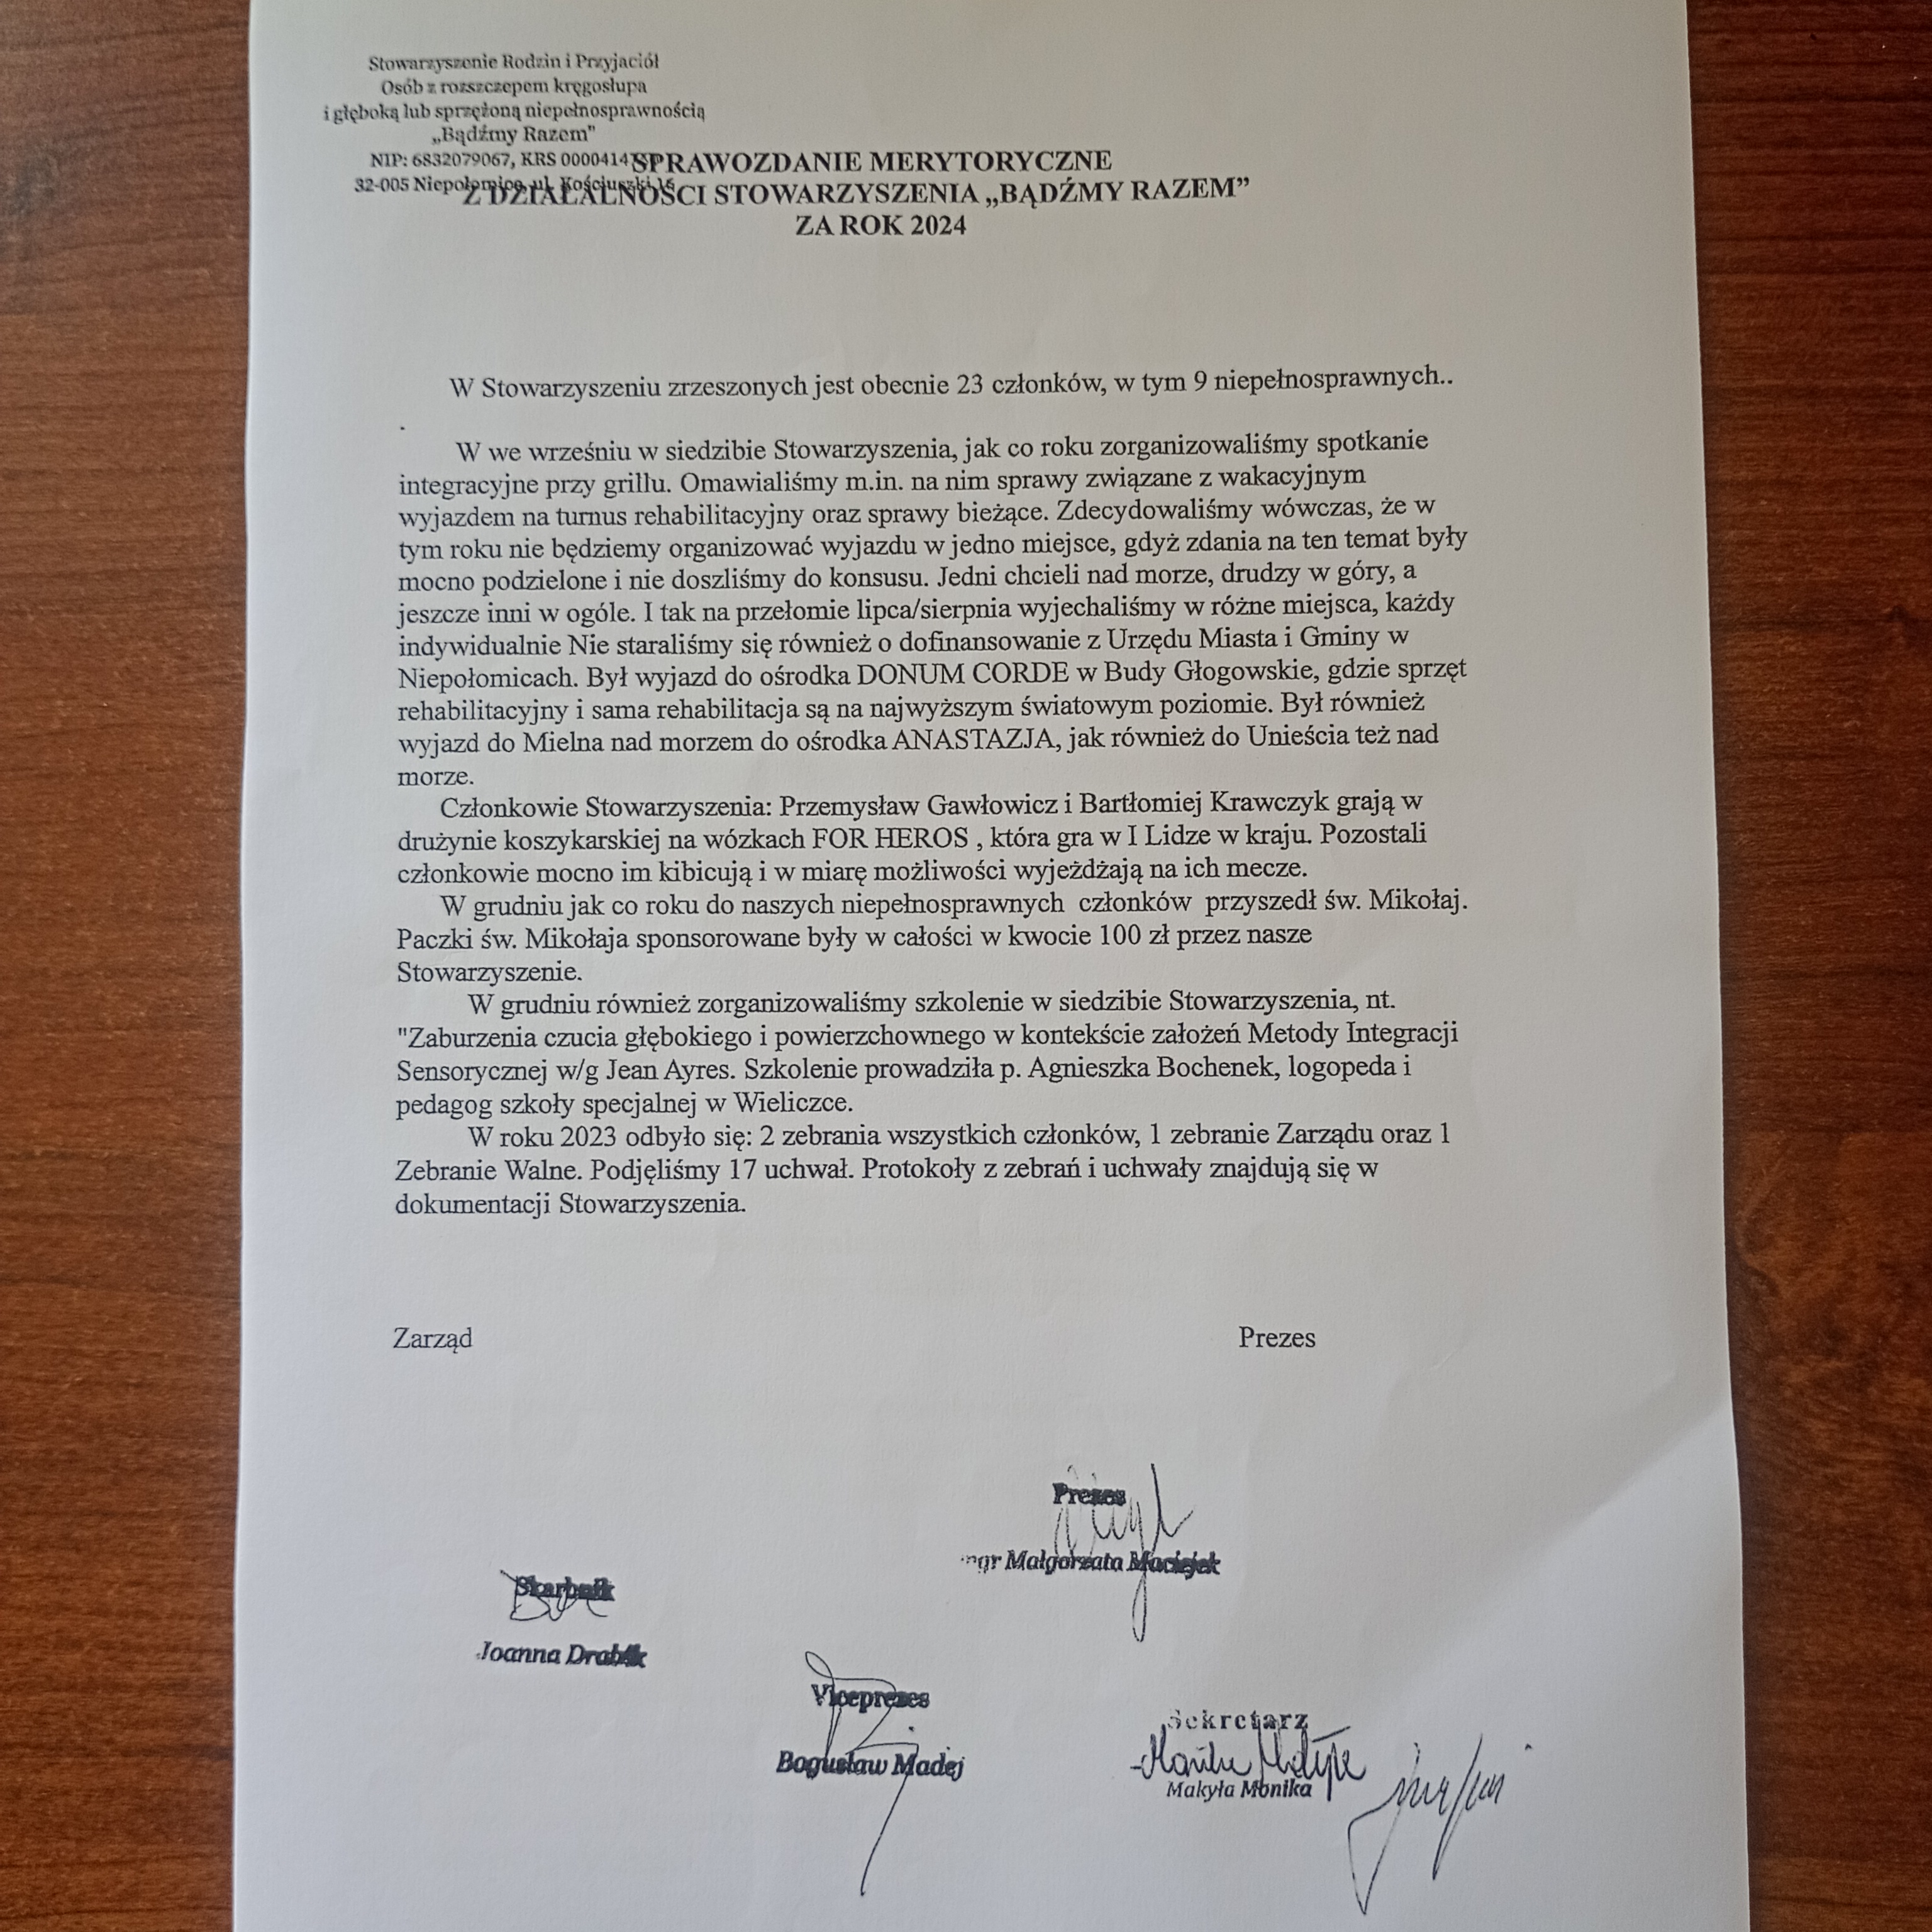 Stowarzyszenie Rodzin i Przyjaciół
Osób z rozszczepem kręgosłupa
i głęboką lub sprzężoną niepełnosprawnością
„Bądźmy Razem"
NIP: 6832079067, KRS 0000414
SPRAWOZDANIE MERYTORYCZNE
32-005 Niepołomice, ul. Kościuszki
Z DZIAŁALNOŚCI STOWARZYSZENIA „BĄDŹMY RAZEM”
ZA ROK 2024
W Stowarzyszeniu zrzeszonych jest obecnie 23 członków, w tym 9 niepełnosprawnych..
.
W we wrześniu w siedzibie Stowarzyszenia, jak co roku zorganizowaliśmy spotkanie
integracyjne przy grillu. Omawialiśmy m.in. na nim sprawy związane z wakacyjnym
wyjazdem na turnus rehabilitacyjny oraz sprawy bieżące. Zdecydowaliśmy wówczas, że w
tym roku nie będziemy organizować wyjazdu w jedno miejsce, gdyż zdania na ten temat były
mocno podzielone i nie doszliśmy do konsusu. Jedni chcieli nad morze, drudzy w góry, a
jeszcze inni w ogóle. I tak na przełomie lipca/sierpnia wyjechaliśmy w różne miejsca, każdy
indywidualnie Nie staraliśmy się również o dofinansowanie z Urzędu Miasta i Gminy w
Niepołomicach. Był wyjazd do ośrodka DONUM CORDE w Budy Głogowskie, gdzie sprzęt
rehabilitacyjny i sama rehabilitacja są na najwyższym światowym poziomie. Był również
wyjazd do Mielna nad morzem do ośrodka ANASTAZJA, jak również do Unieścia też nad
morze.
Członkowie Stowarzyszenia: Przemysław Gawłowicz i Bartłomiej Krawczyk grają w
drużynie koszykarskiej na wózkach FOR HEROS , która gra w I Lidze w kraju. Pozostali
członkowie mocno im kibicują i w miarę możliwości wyjeżdżają na ich mecze.
W grudniu jak co roku do naszych niepełnosprawnych członków przyszedł św. Mikołaj.
Paczki św. Mikołaja sponsorowane były w całości w kwocie 100 zł przez nasze
Stowarzyszenie.
W grudniu również zorganizowaliśmy szkolenie w siedzibie Stowarzyszenia, nt.
"Zaburzenia czucia głębokiego i powierzchownego w kontekście założeń Metody Integracji
Sensorycznej w/g Jean Ayres. Szkolenie prowadziła p. Agnieszka Bochenek, logopeda i
pedagog szkoły specjalnej w Wieliczce.
W roku 2023 odbyło się: 2 zebrania wszystkich członków, 1 zebranie Zarządu oraz 1
Zebranie Walne. Podjęliśmy 17 uchwał. Protokoły z zebrań i uchwały znajdują się w
dokumentacji Stowarzyszenia.
Zarząd Prezes
Prezes
mgr Małgorzata Maciejek
Skarbnik
Joanna Drabik
Viceprezes
Bogusław Madej
Sekretarz
Makyła Monika